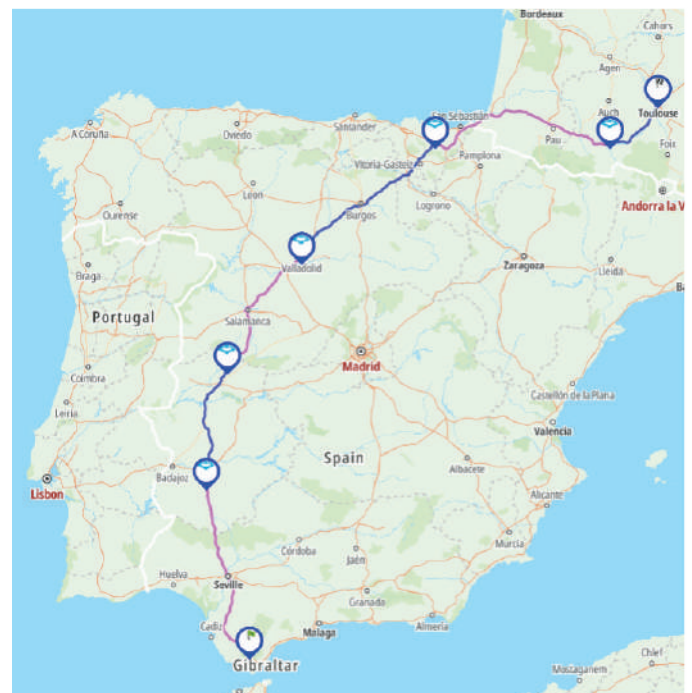 Bordeaux
Cahors
Agen
Auch
Toulouse
A Coruña
Oviedo
Santander
San Sebastián
Pau
Foix
Vitoria-Gasteiz
Pamplona
León
Logroño
Andorra la V
Ourense
Burgos
Braga
Valladolid
Zaragoza
Lleida
Ba
Portugal
Salamanca
Madrid
Coimbra
Castellón de la Plana
Leiria
Valencia
Spain
Lisbon
Badajoz
Albacete
Alicante
Murcia
Córdoba
Jaén
Huelva
Seville
Granada
Cádiz
Málaga
Almería
Gibraltar
Mostaganem
Chlef